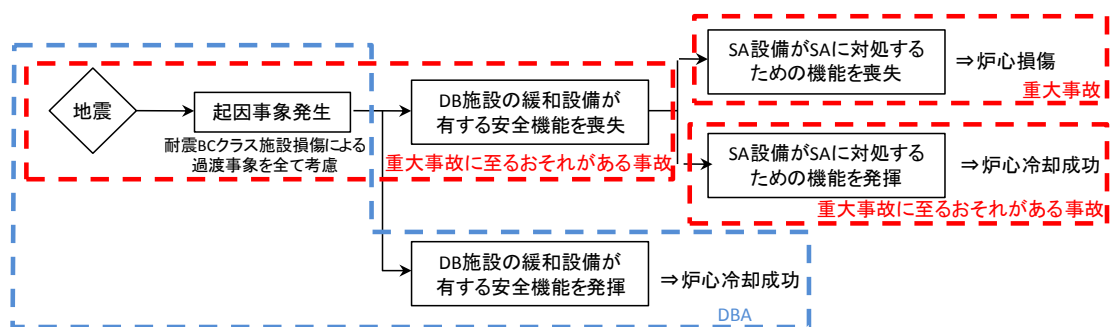 地震
起因事象発生
耐震BCクラス施設損傷による
過渡事象を全て考慮
DB施設の緩和設備が
有する安全機能を喪失
重大事故に至るおそれがある事故
SA設備がSAに対処する
ための機能を喪失
⇒炉心損傷
重大事故
SA設備がSAに対処する
ための機能を発揮
⇒炉心冷却成功
重大事故に至るおそれがある事故
DB施設の緩和設備が
有する安全機能を発揮
⇒炉心冷却成功
DBA